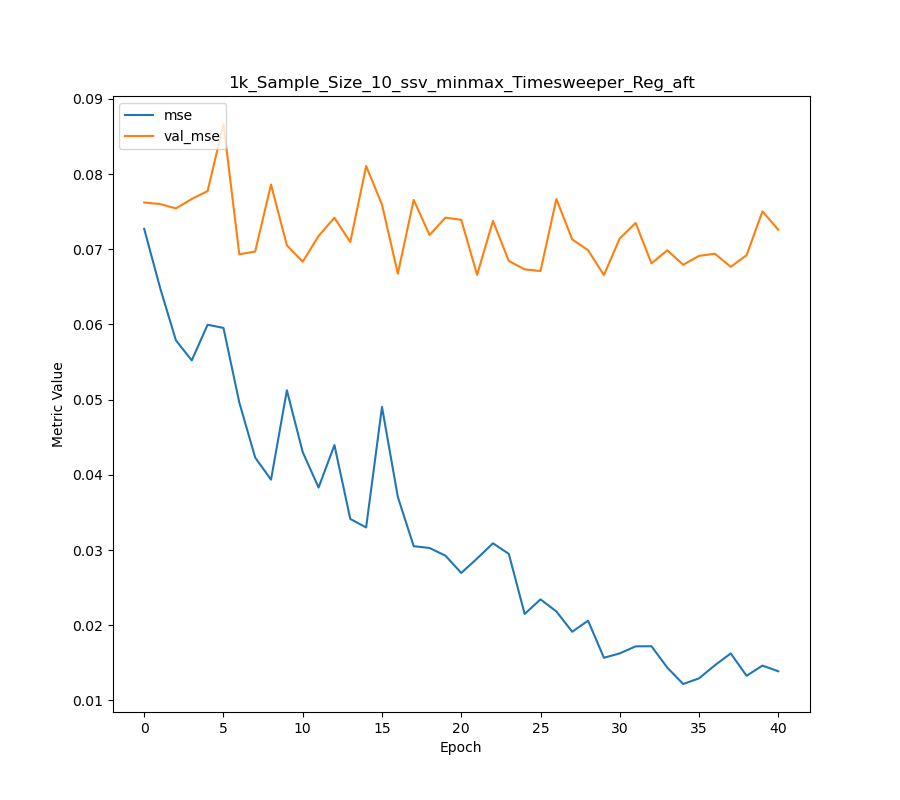 1k_Sample_Size_10_ssv_minmax_Timesweeper_Reg_aft
mse
val_mse
Metric Value
0.09
0.08
0.07
0.06
0.05
0.04
0.03
0.02
0.01
0 5 10 15 20 25 30 35 40
Epoch